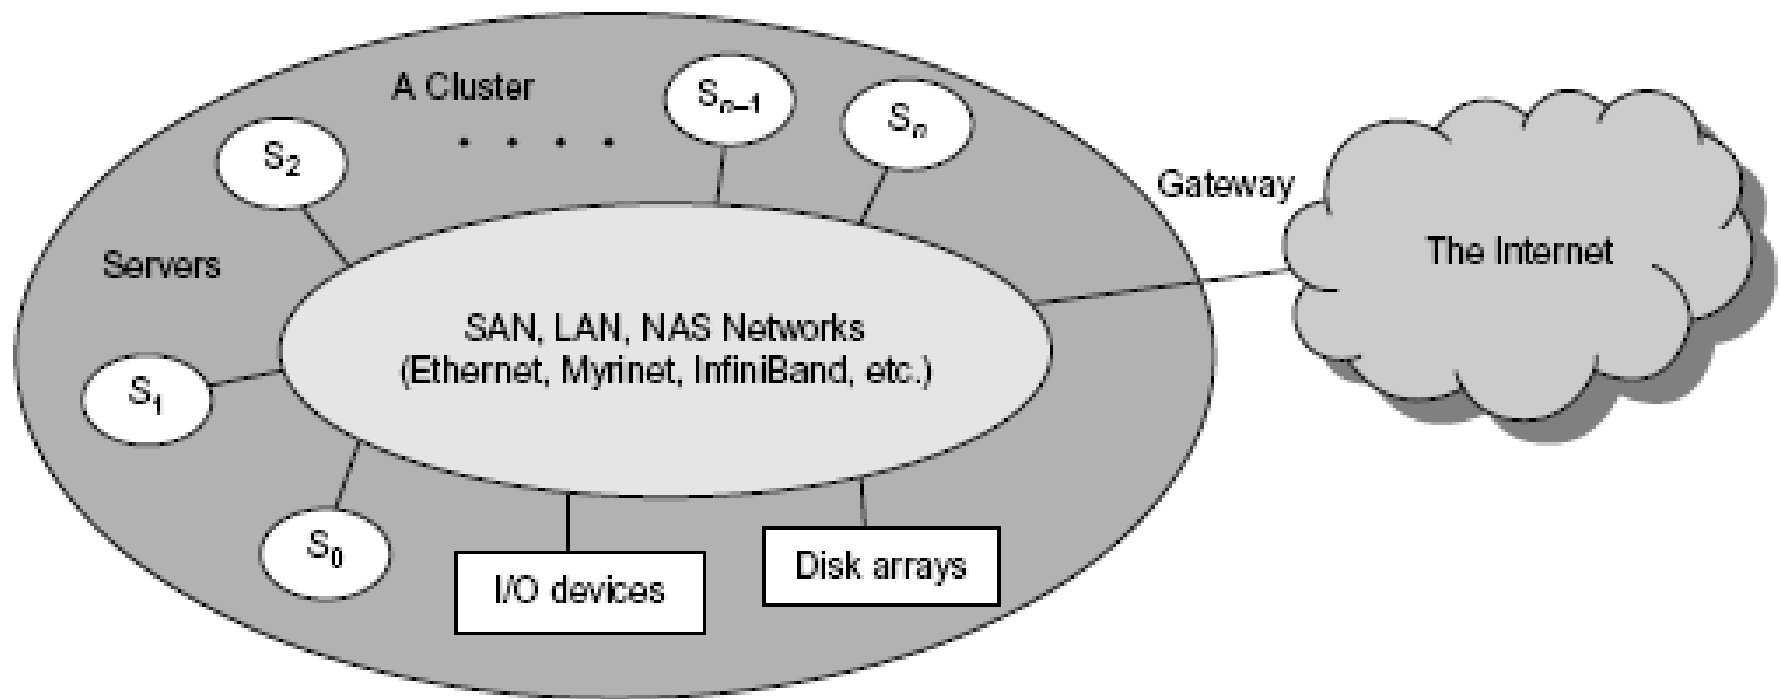 A Cluster
Sₙ₋₁
Sₙ
S₂
. . . .
Gateway
Servers
The Internet
SAN, LAN, NAS Networks
(Ethernet, Myrinet, InfiniBand, etc.)
S₁
S₀
I/O devices
Disk arrays